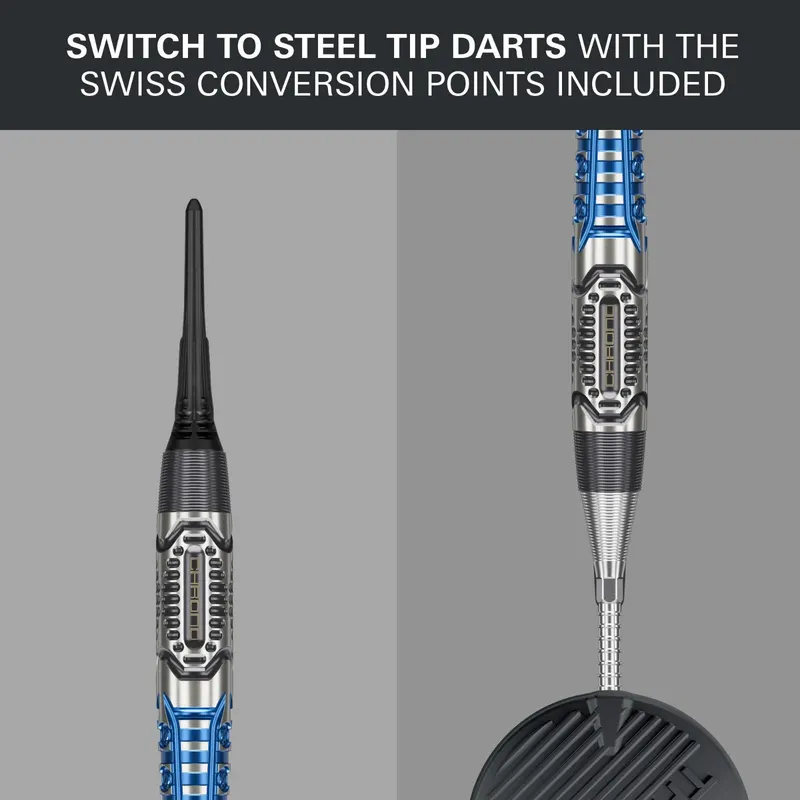 SWITCH TO STEEL TIP DARTS WITH THE
SWISS CONVERSION POINTS INCLUDED